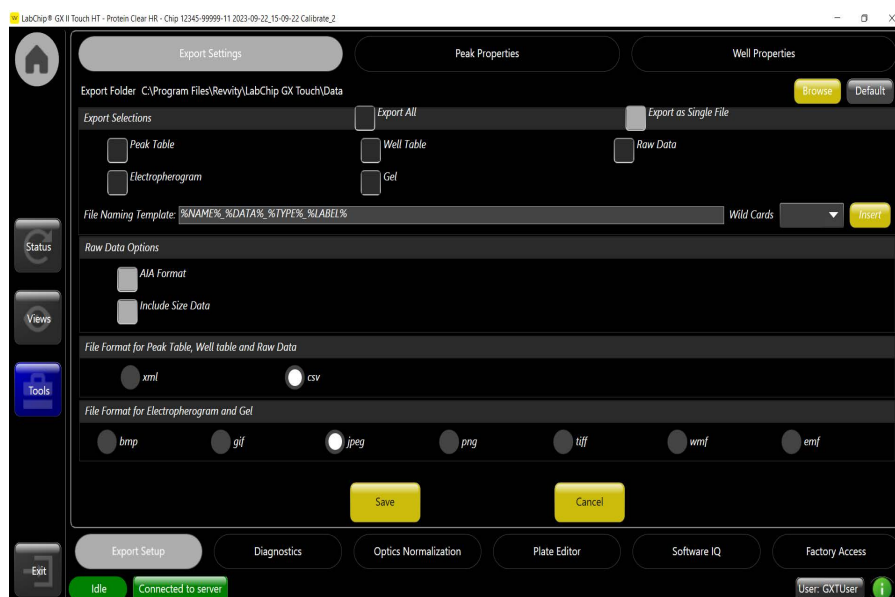 LabChip® GX II Touch HT - Protein Clear HR - Chip 12345-99999-11 2023-09-22_15-09-22 Calibrate_2
Export Settings Peak Properties Well Properties
Export Folder C:\Program Files\Revvity\LabChip GX Touch\Data Browse Default
Export Selections Export All Export as Single File
Peak Table Well Table Raw Data
Electropherogram Gel
File Naming Template: %NAME%_%DATA%_%TYPE%_%LABEL% Wild Cards Insert
Status
Raw Data Options
AIA Format
Include Size Data
Views
File Format for Peak Table, Well table and Raw Data
xml csv
Tools
File Format for Electropherogram and Gel
bmp gif jpeg png tiff wmf emf
Save Cancel
Export Setup Diagnostics Optics Normalization Plate Editor Software IQ Factory Access
Exit
Idle Connected to server User: GXTUser